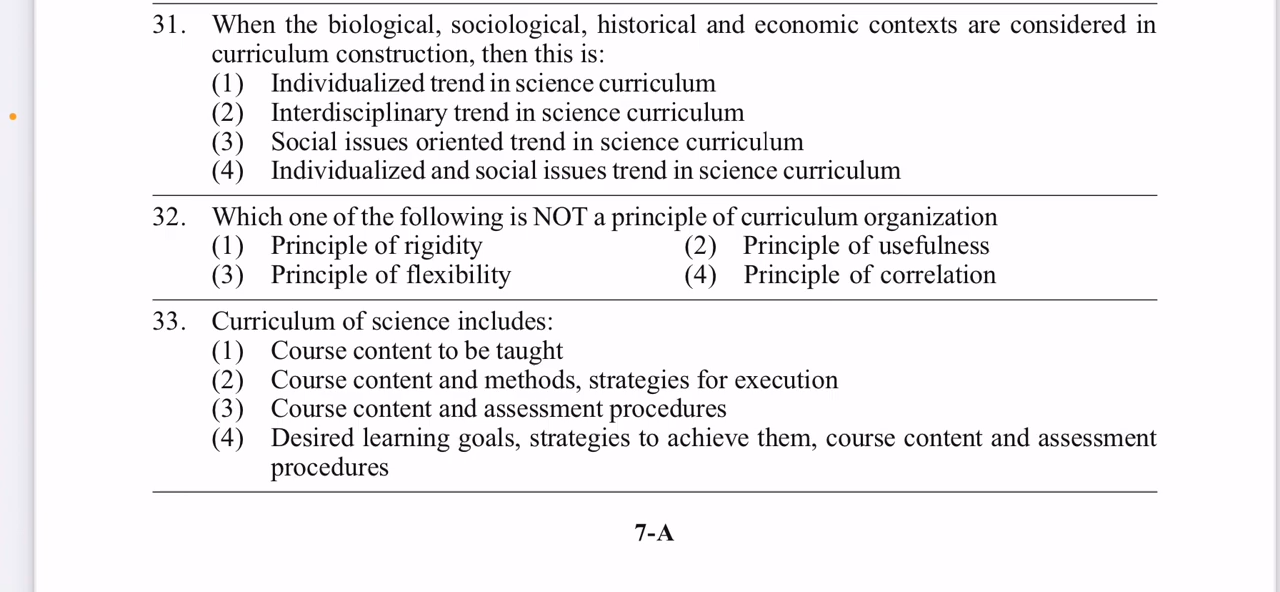 31. When the biological, sociological, historical and economic contexts are considered in
curriculum construction, then this is:
(1) Individualized trend in science curriculum
(2) Interdisciplinary trend in science curriculum
(3) Social issues oriented trend in science curriculum
(4) Individualized and social issues trend in science curriculum
32. Which one of the following is NOT a principle of curriculum organization
(1) Principle of rigidity (2) Principle of usefulness
(3) Principle of flexibility (4) Principle of correlation
33. Curriculum of science includes:
(1) Course content to be taught
(2) Course content and methods, strategies for execution
(3) Course content and assessment procedures
(4) Desired learning goals, strategies to achieve them, course content and assessment
procedures
7-A